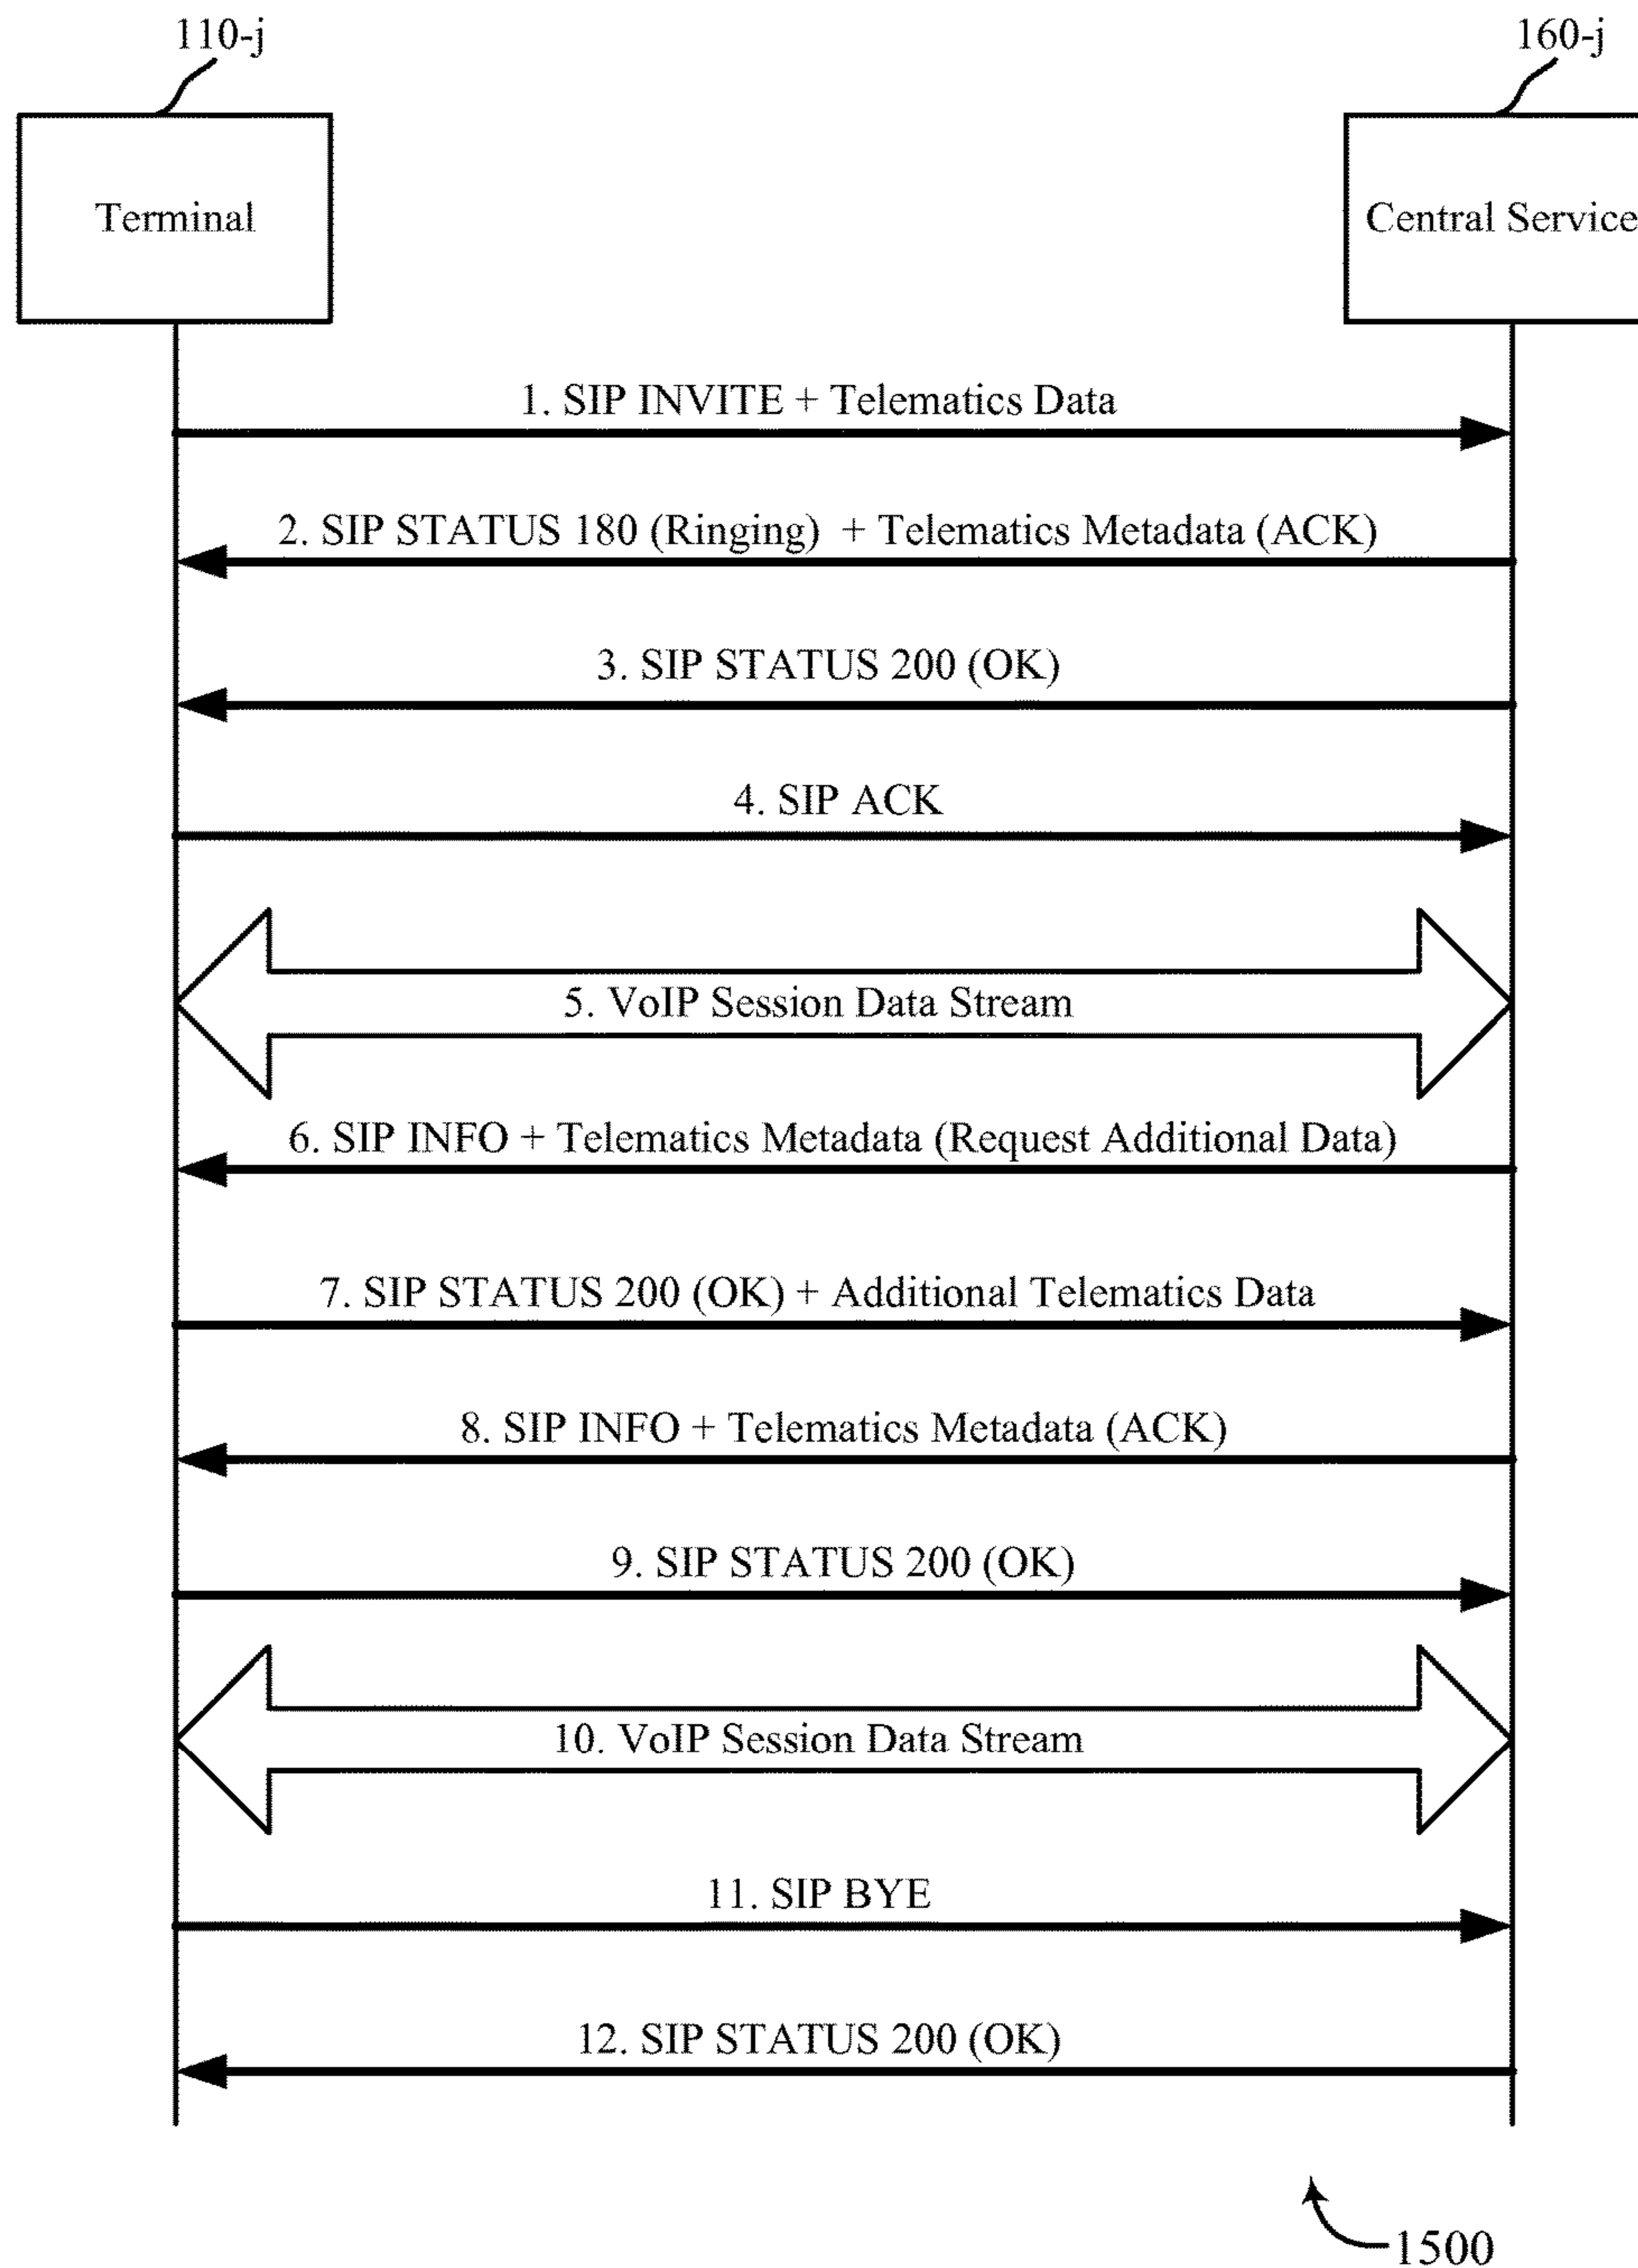 110-j
160-j
Terminal
Central Service
1. SIP INVITE + Telematics Data
2. SIP STATUS 180 (Ringing) + Telematics Metadata (ACK)
3. SIP STATUS 200 (OK)
4. SIP ACK
5. VoIP Session Data Stream
6. SIP INFO + Telematics Metadata (Request Additional Data)
7. SIP STATUS 200 (OK) + Additional Telematics Data
8. SIP INFO + Telematics Metadata (ACK)
9. SIP STATUS 200 (OK)
10. VoIP Session Data Stream
11. SIP BYE
12. SIP STATUS 200 (OK)
1500